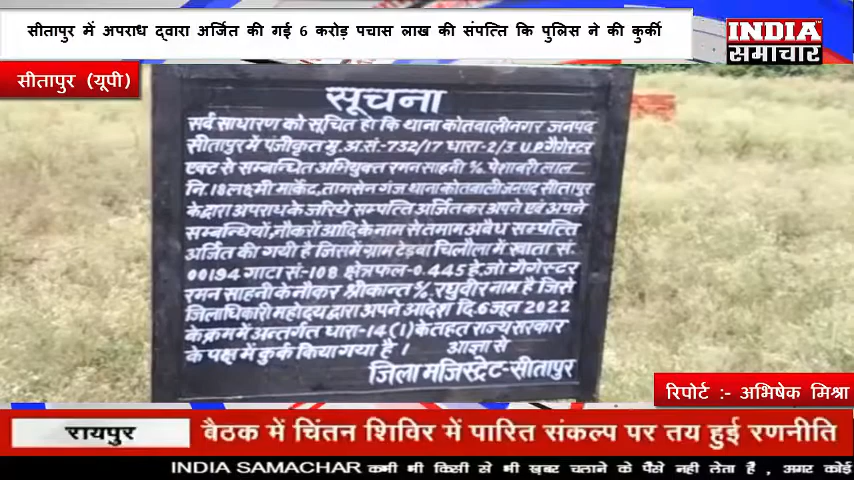 सीतापुर में अपराध द्वारा अर्जित की गई 6 करोड़ पचास लाख की संपत्ति कि पुलिस ने की कुर्की
INDIA
समाचार
सीतापुर (यूपी)
सूचना
सर्व साधारण को सूचित हो कि थाना कोतवालीनगर जनपद
सीतापुर में पंजीकृत मु.अ.सं.-732/17 धारा-2/3 U.P.गैंगेस्टर
एक्ट से सम्बन्धित अभियुक्त रमन साहनी %. पेशाबरी लाल
नि.18 लक्ष्मी मार्केट, तामसेन गंज थाना कोतवाली जनपद सीतापुर
के द्वारा अपराध के जरिये सम्पत्ति अर्जित कर अपने एवं अपने
सम्बन्धियों, नौकरों आदि के नाम से तमाम अवैध सम्पत्ति
अर्जित की गयी है जिसमें ग्राम टेडवा चिलौला में खाता सं.
00194 गाटा सं.-108 क्षेत्रफल-0.445 है. जो गैंगेस्टर
रमन साहनी के नौकर श्रीकान्त %. रघुवीर नाम है जिसे
जिलाधिकारी महोदय द्वारा अपने आदेश दि. 6 जून 2022
के क्रम में अन्तर्गत धारा-14(1) के तहत राज्य सरकार
के पक्ष में कुर्क किया गया है । आज्ञा से
जिला मजिस्ट्रेट-सीतापुर
रिपोर्ट :- अभिषेक मिश्रा
रायपुर
बैठक में चिंतन शिविर में पारित संकल्प पर तय हुई रणनीति
INDIA SAMACHAR कभी भी किसी से भी खबर चलाने के पैसे नही लेता है , अगर कोई